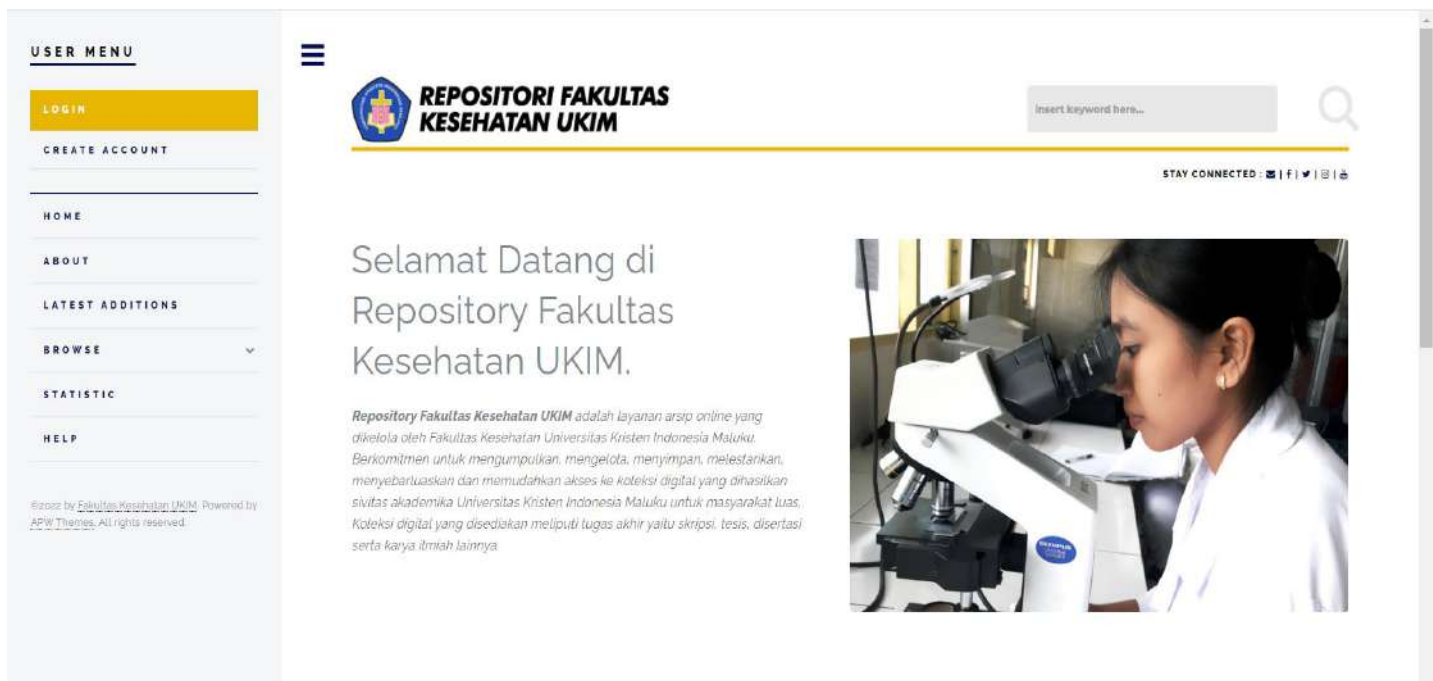 USER MENU
LOGIN
CREATE ACCOUNT
HOME
ABOUT
LATEST ADDITIONS
BROWSE
STATISTIC
HELP
©2022 by Fakultas Kesehatan UKIM. Powered by
APW Themes. All rights reserved.
REPOSITORI FAKULTAS
KESEHATAN UKIM
Insert keyword here...
STAY CONNECTED : | f | | |
Selamat Datang di
Repository Fakultas
Kesehatan UKIM.
Repository Fakultas Kesehatan UKIM adalah layanan arsip online yang
dikelola oleh Fakultas Kesehatan Universitas Kristen Indonesia Maluku.
Berkomitmen untuk mengumpulkan, mengelola, menyimpan, melestarikan,
menyebarluaskan dan memudahkan akses ke koleksi digital yang dihasilkan
sivitas akademika Universitas Kristen Indonesia Maluku untuk masyarakat luas.
Koleksi digital yang disediakan meliputi tugas akhir yaitu skripsi, tesis, disertasi
serta karya ilmiah lainnya
OLYMPUS